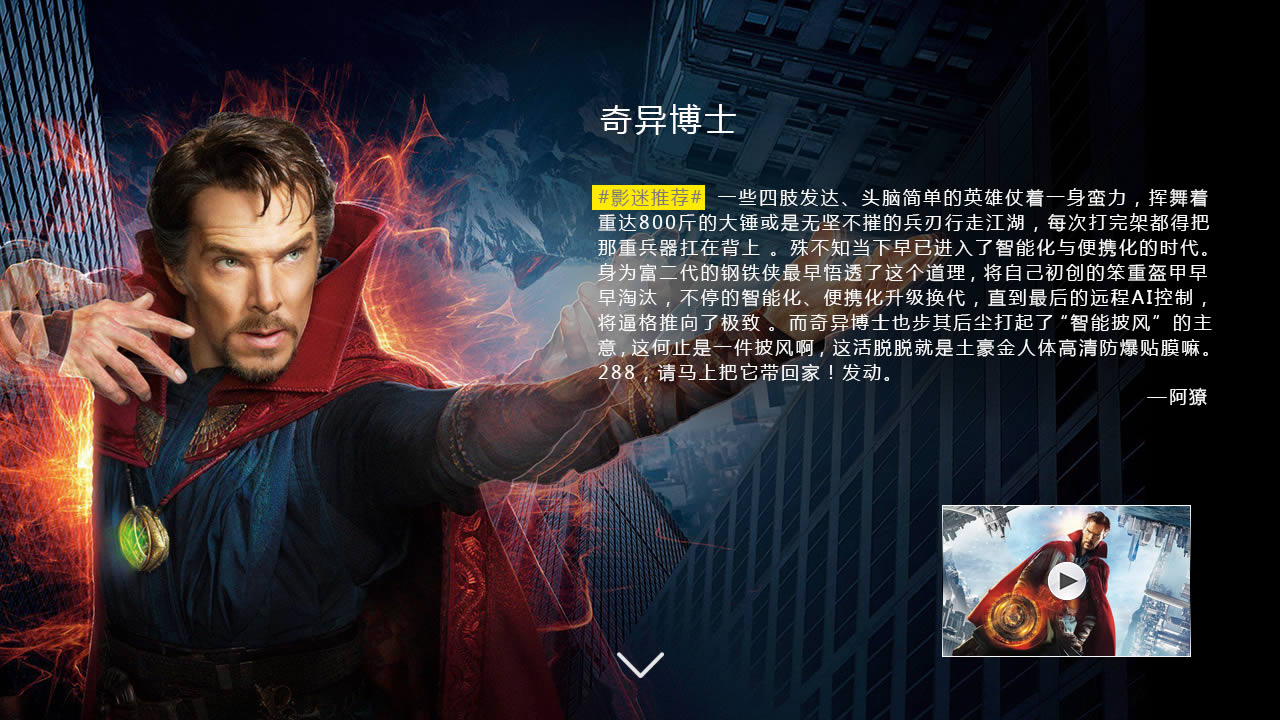 奇异博士
#影迷推荐# 一些四肢发达、头脑简单的英雄仗着一身蛮力，挥舞着
重达800斤的大锤或是无坚不摧的兵刃行走江湖，每次打完架都得把
那重兵器扛在背上 。殊不知当下早已进入了智能化与便携化的时代。
身为富二代的钢铁侠最早悟透了这个道理，将自己初创的笨重盔甲早
早淘汰，不停的智能化、便携化升级换代，直到最后的远程AI控制，
将逼格推向了极致 。而奇异博士也步其后尘打起了“智能披风”的主
意，这何止是一件披风啊，这活脱脱就是土豪金人体高清防爆贴膜嘛。
288，请马上把它带回家！发动。
—阿獠